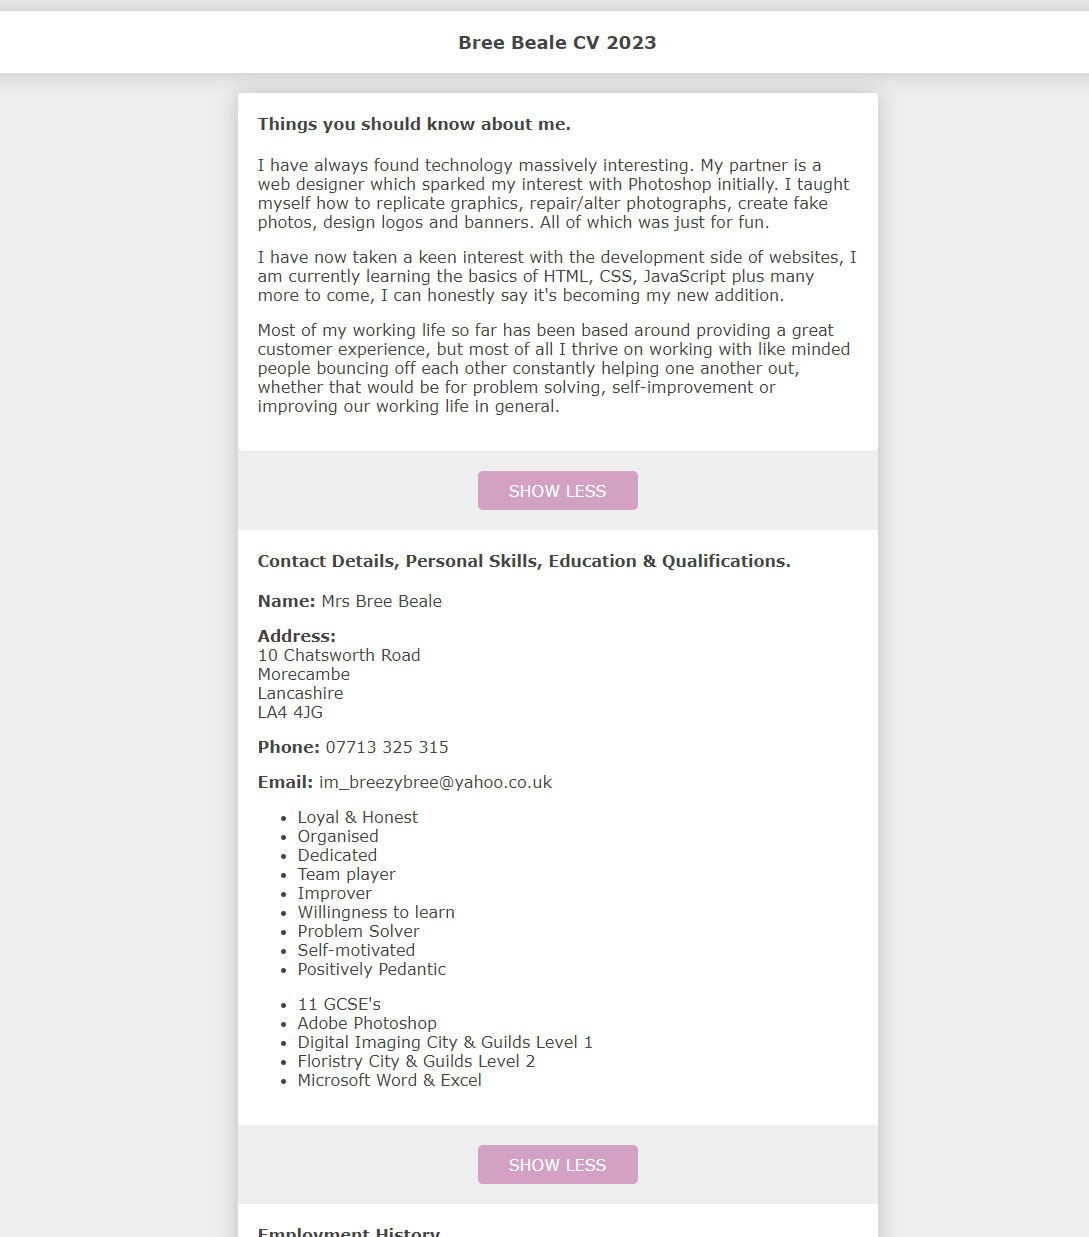 Bree Beale CV 2023
Things you should know about me.
I have always found technology massively interesting. My partner is a
web designer which sparked my interest with Photoshop initially. I taught
myself how to replicate graphics, repair/alter photographs, create fake
photos, design logos and banners. All of which was just for fun.
I have now taken a keen interest with the development side of websites, I
am currently learning the basics of HTML, CSS, JavaScript plus many
more to come, I can honestly say it's becoming my new addition.
Most of my working life so far has been based around providing a great
customer experience, but most of all I thrive on working with like minded
people bouncing off each other constantly helping one another out,
whether that would be for problem solving, self-improvement or
improving our working life in general.
SHOW LESS
Contact Details, Personal Skills, Education & Qualifications.
Name: Mrs Bree Beale
Address:
10 Chatsworth Road
Morecambe
Lancashire
LA4 4JG
Phone: 07713 325 315
Email: im_breezybree@yahoo.co.uk
Loyal & Honest
Organised
Dedicated
Team player
Improver
Willingness to learn
Problem Solver
Self-motivated
Positively Pedantic
11 GCSE's
Adobe Photoshop
Digital Imaging City & Guilds Level 1
Floristry City & Guilds Level 2
Microsoft Word & Excel
SHOW LESS
Employment History